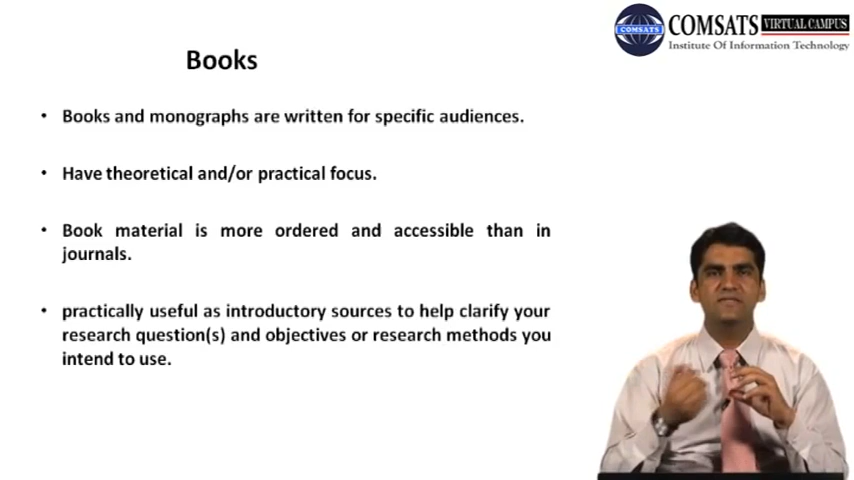 COMSATS
COMSATS VIRTUAL CAMPUS
Institute Of Information Technology
Books
• Books and monographs are written for specific audiences.
• Have theoretical and/or practical focus.
• Book material is more ordered and accessible than in
journals.
• practically useful as introductory sources to help clarify your
research question(s) and objectives or research methods you
intend to use.